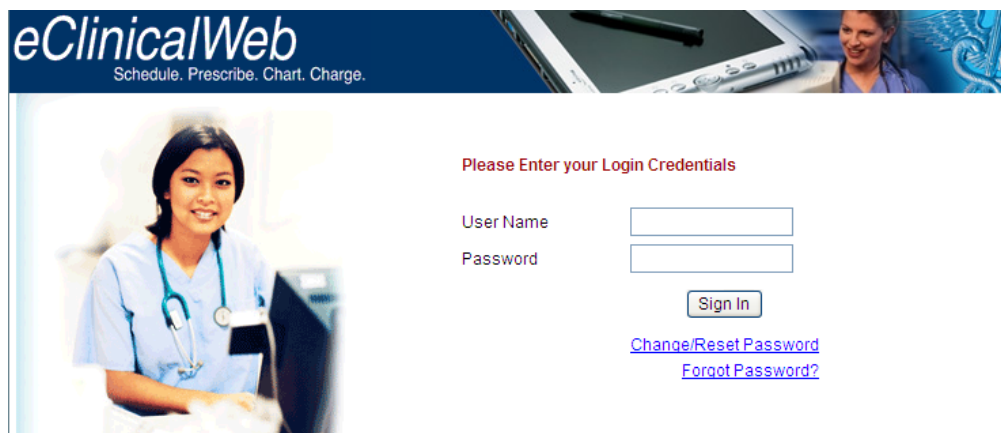 eClinicalWeb
Schedule. Prescribe. Chart. Charge.
Please Enter your Login Credentials
User Name
Password
Sign In
Change/Reset Password
Forgot Password?